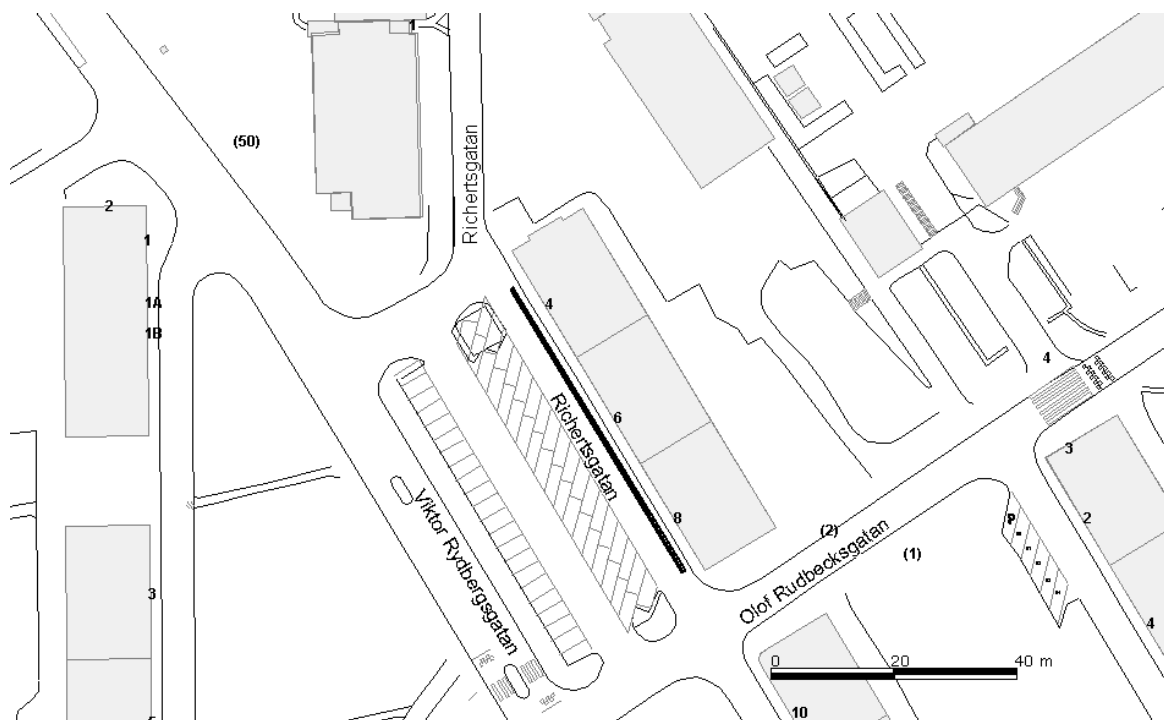 1
(50)
Richertsgatan
2
1
1A
1B
4
4
6
Richertsgatan
3
8
P
2
(2)
(1)
Viktor Rydbergsgatan
Olof Rudbecksgatan
3
4
0 20 40 m
10